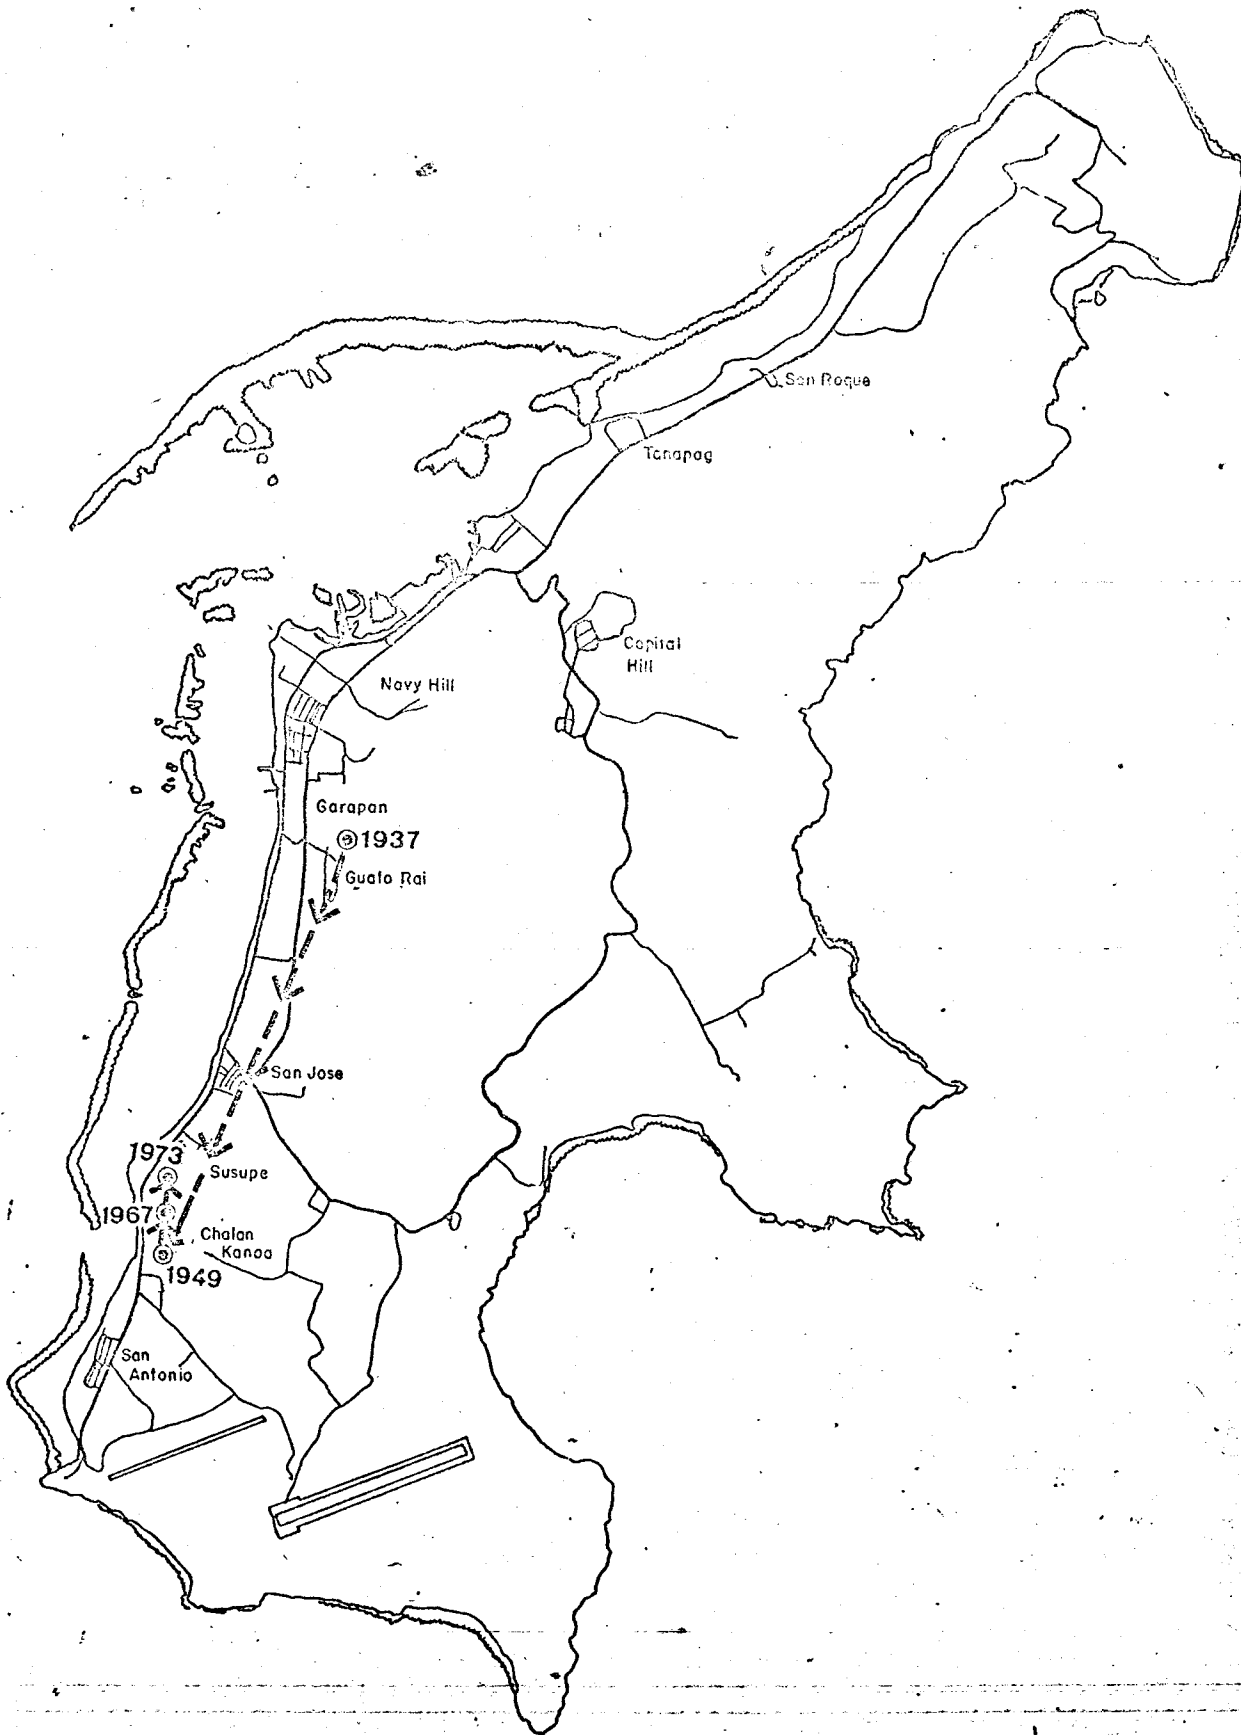 San Roque
Tanapag
Capital
Hill
Navy Hill
Garapan
1937
Gualo Rai
San Jose
1973
Susupe
1967
Chalan
Kanoa
1949
San
Antonio